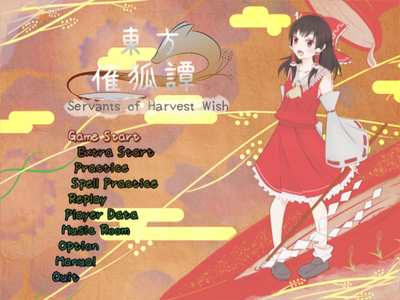 東方
催狐譚
Servants of Harvest Wish
Game Start
Extra Start
Practice
Spell Practice
Replay
Player Data
Music Room
Option
Manual
Quit